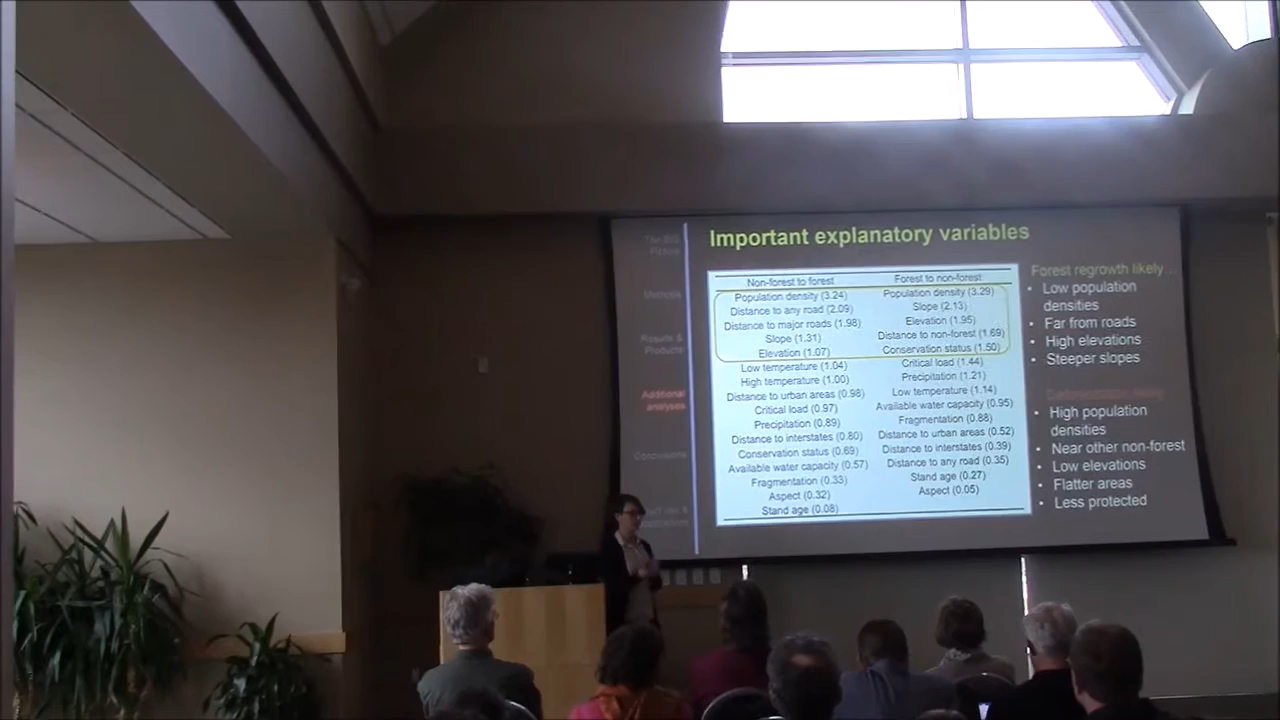 Important explanatory variables
The BIG
Picture
Methods
Results &
Products
Additional
analyses
Conclusions
Non-forest to forest
Population density (3.24)
Distance to any road (2.09)
Distance to major roads (1.98)
Slope (1.31)
Elevation (1.07)
Low temperature (1.04)
High temperature (1.00)
Distance to urban areas (0.98)
Critical load (0.97)
Precipitation (0.89)
Distance to interstates (0.80)
Conservation status (0.69)
Available water capacity (0.57)
Fragmentation (0.33)
Aspect (0.32)
Stand age (0.08)
Forest to non-forest
Population density (3.29)
Slope (2.13)
Elevation (1.95)
Distance to non-forest (1.69)
Conservation status (1.50)
Critical load (1.44)
Precipitation (1.21)
Low temperature (1.14)
Available water capacity (0.95)
Fragmentation (0.88)
Distance to urban areas (0.52)
Distance to interstates (0.39)
Distance to any road (0.35)
Stand age (0.27)
Aspect (0.05)
Forest regrowth likely...
• Low population
densities
• Far from roads
• High elevations
• Steeper slopes
• High population
densities
• Near other non-forest
• Low elevations
• Flatter areas
• Less protected